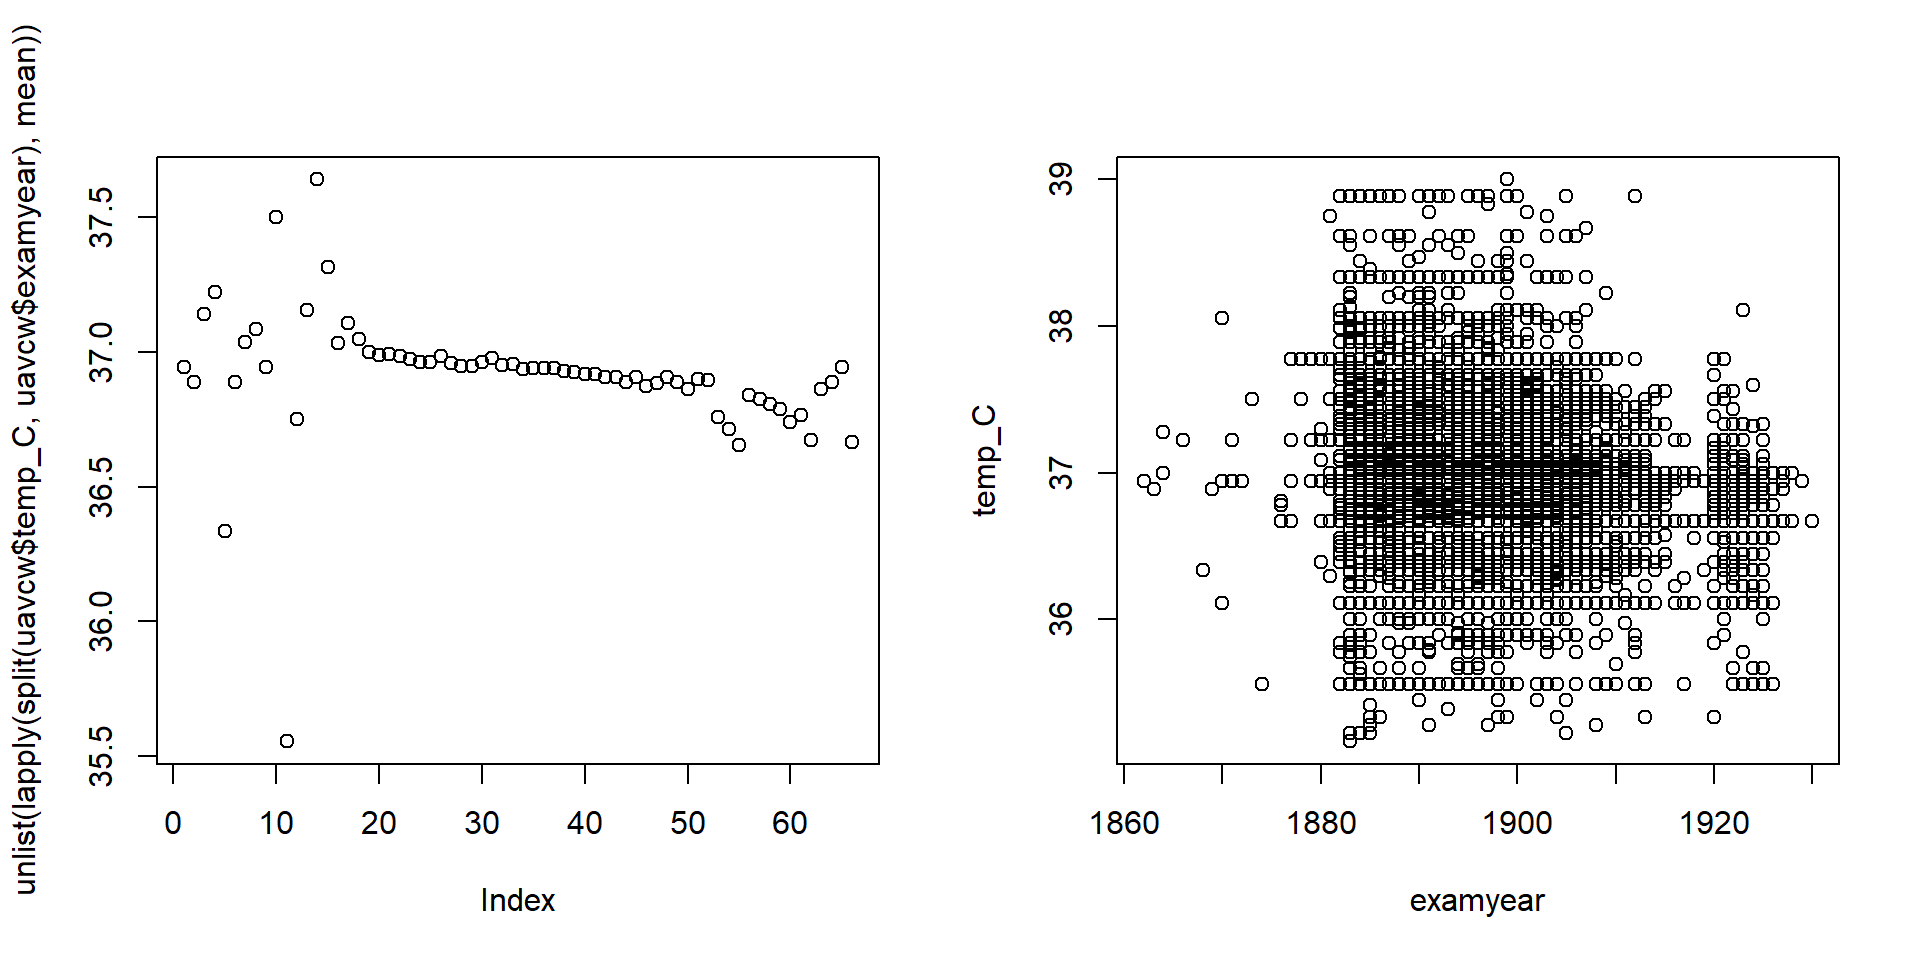 unlist(lapply(split(uavcw$temp_C, uavcw$examyear), mean))
37.5
37.0
36.5
36.0
35.5
0 10 20 30 40 50 60
Index
temp_C
39
38
37
36
1860 1880 1900 1920
examyear